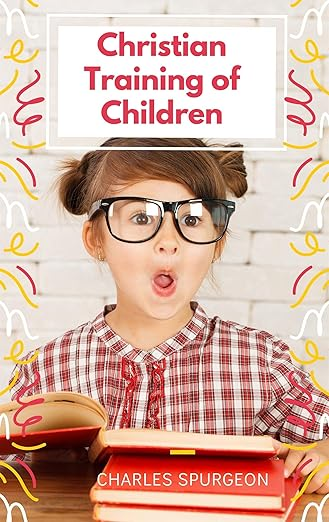 Christian
Training of
Children
CHARLES SPURGEON